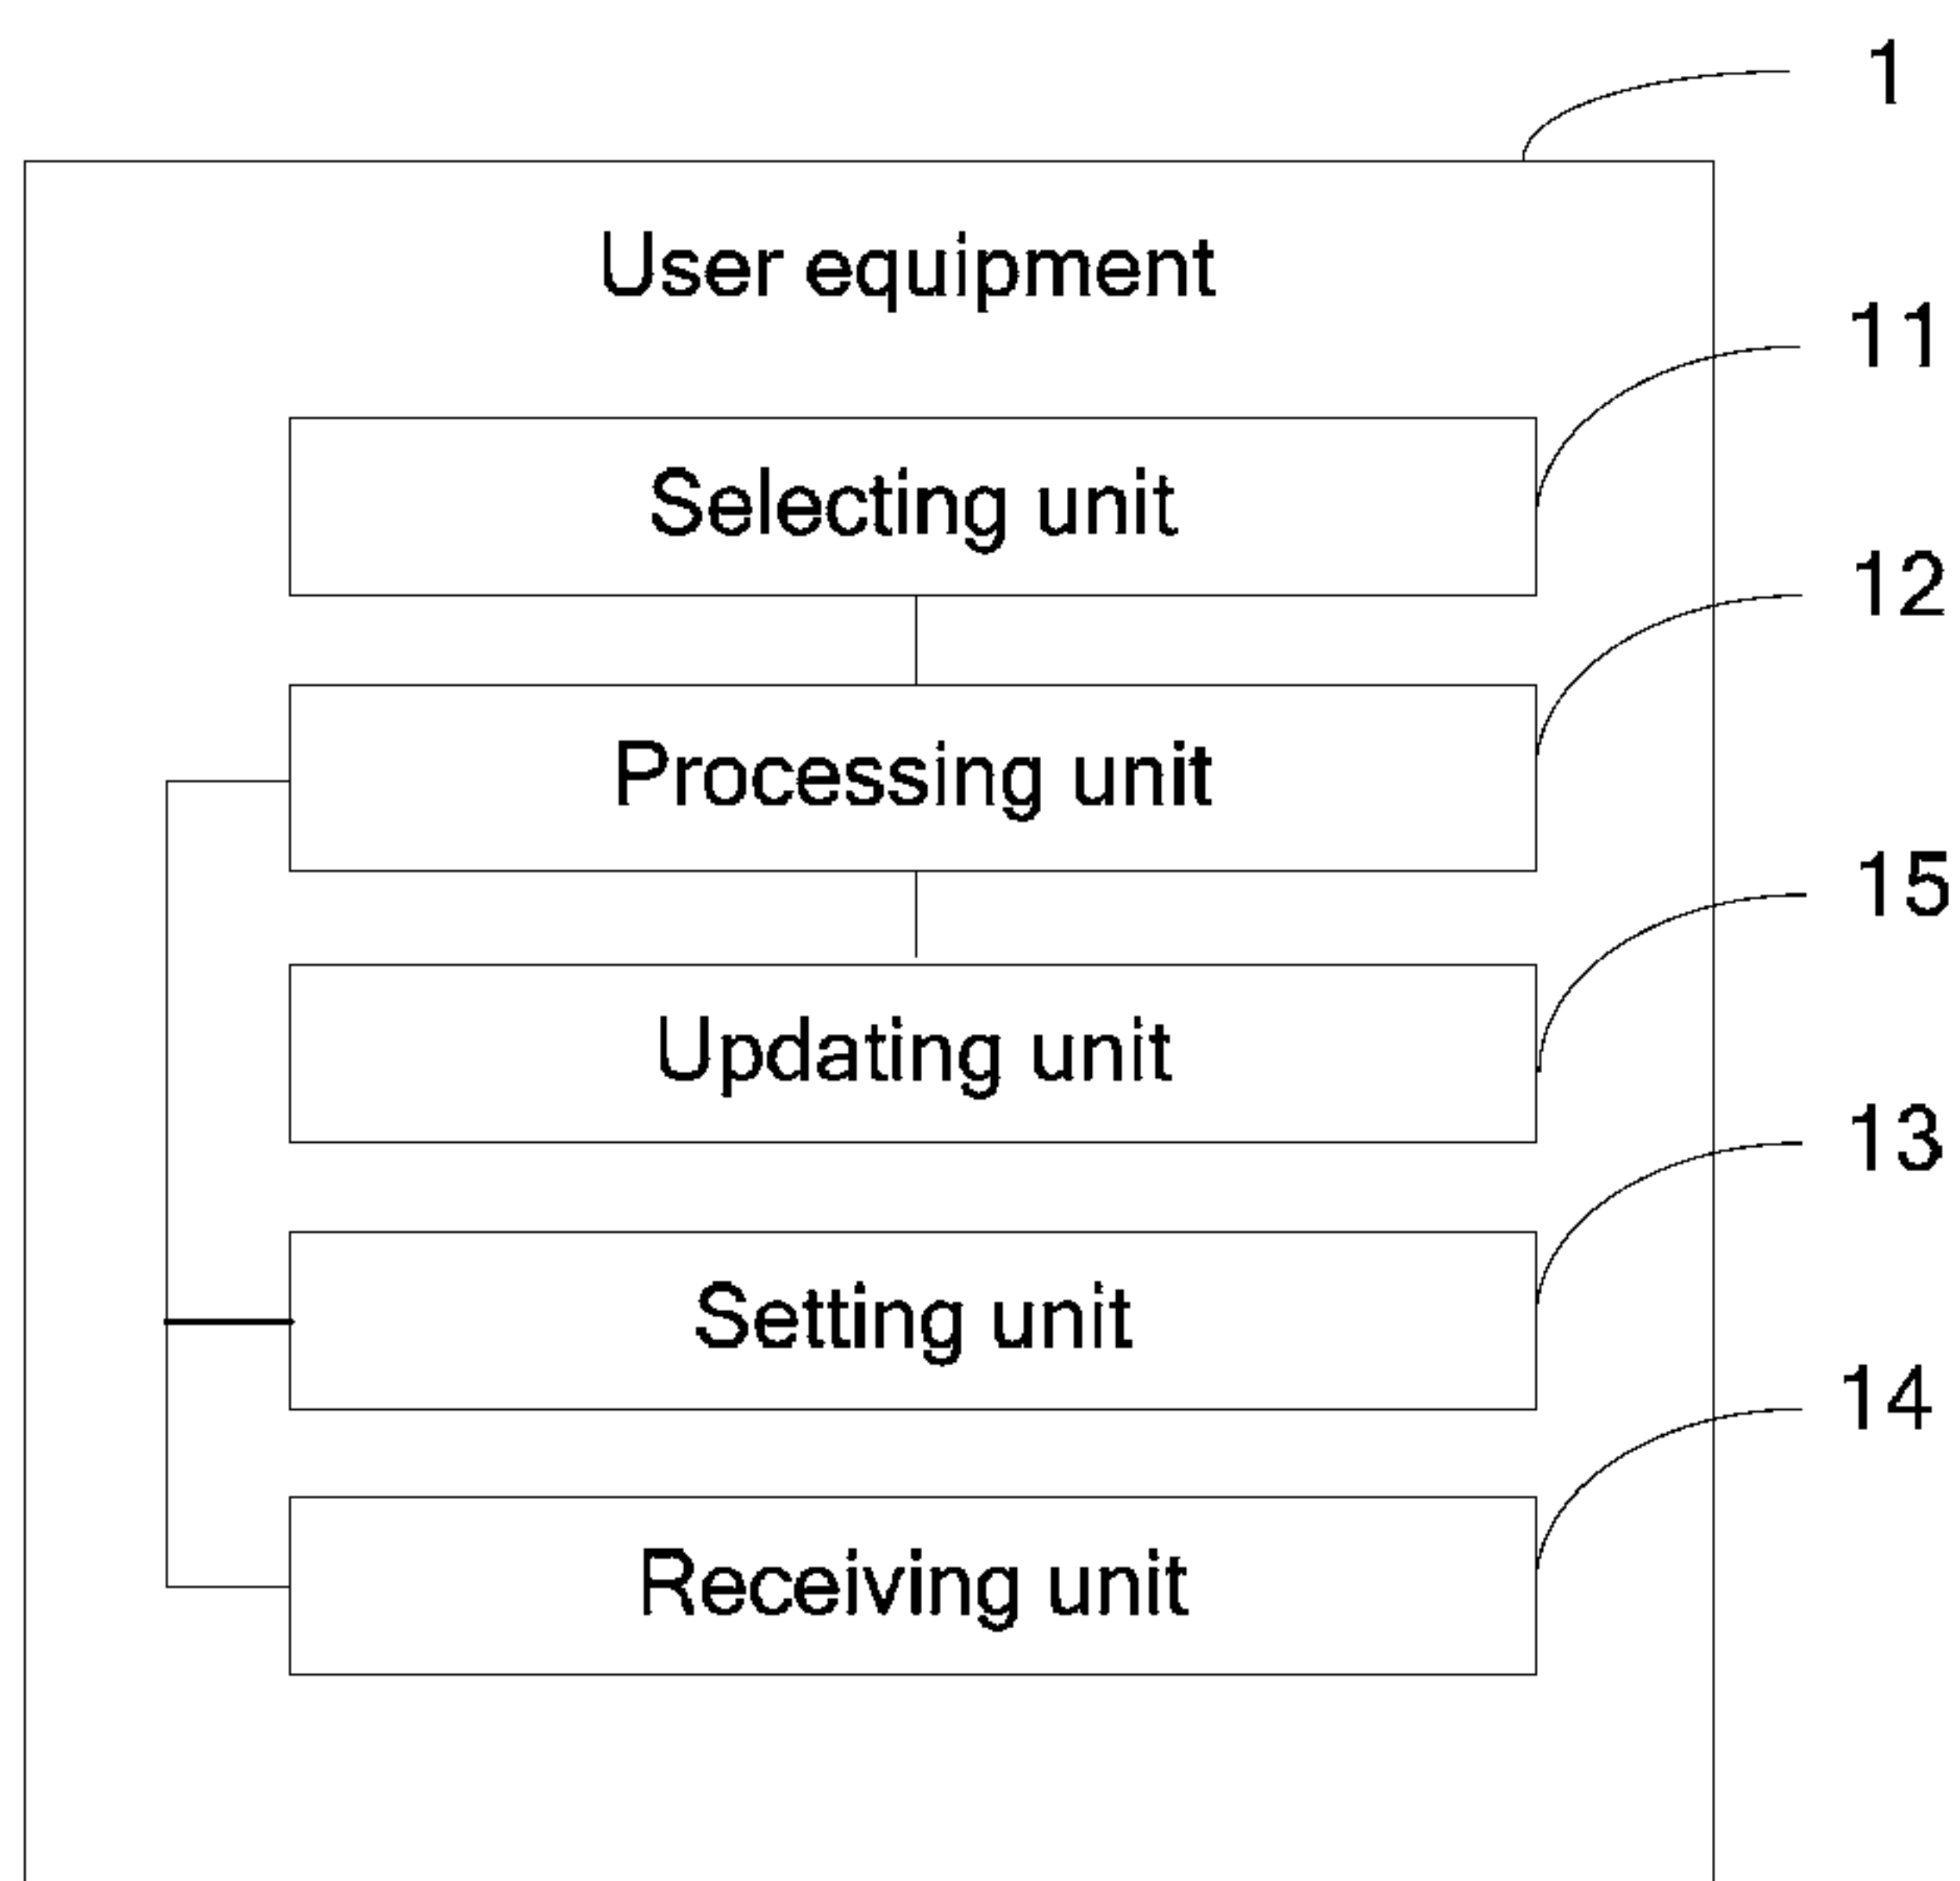 1
User equipment
11
Selecting unit
12
Processing unit
15
Updating unit
13
Setting unit
14
Receiving unit